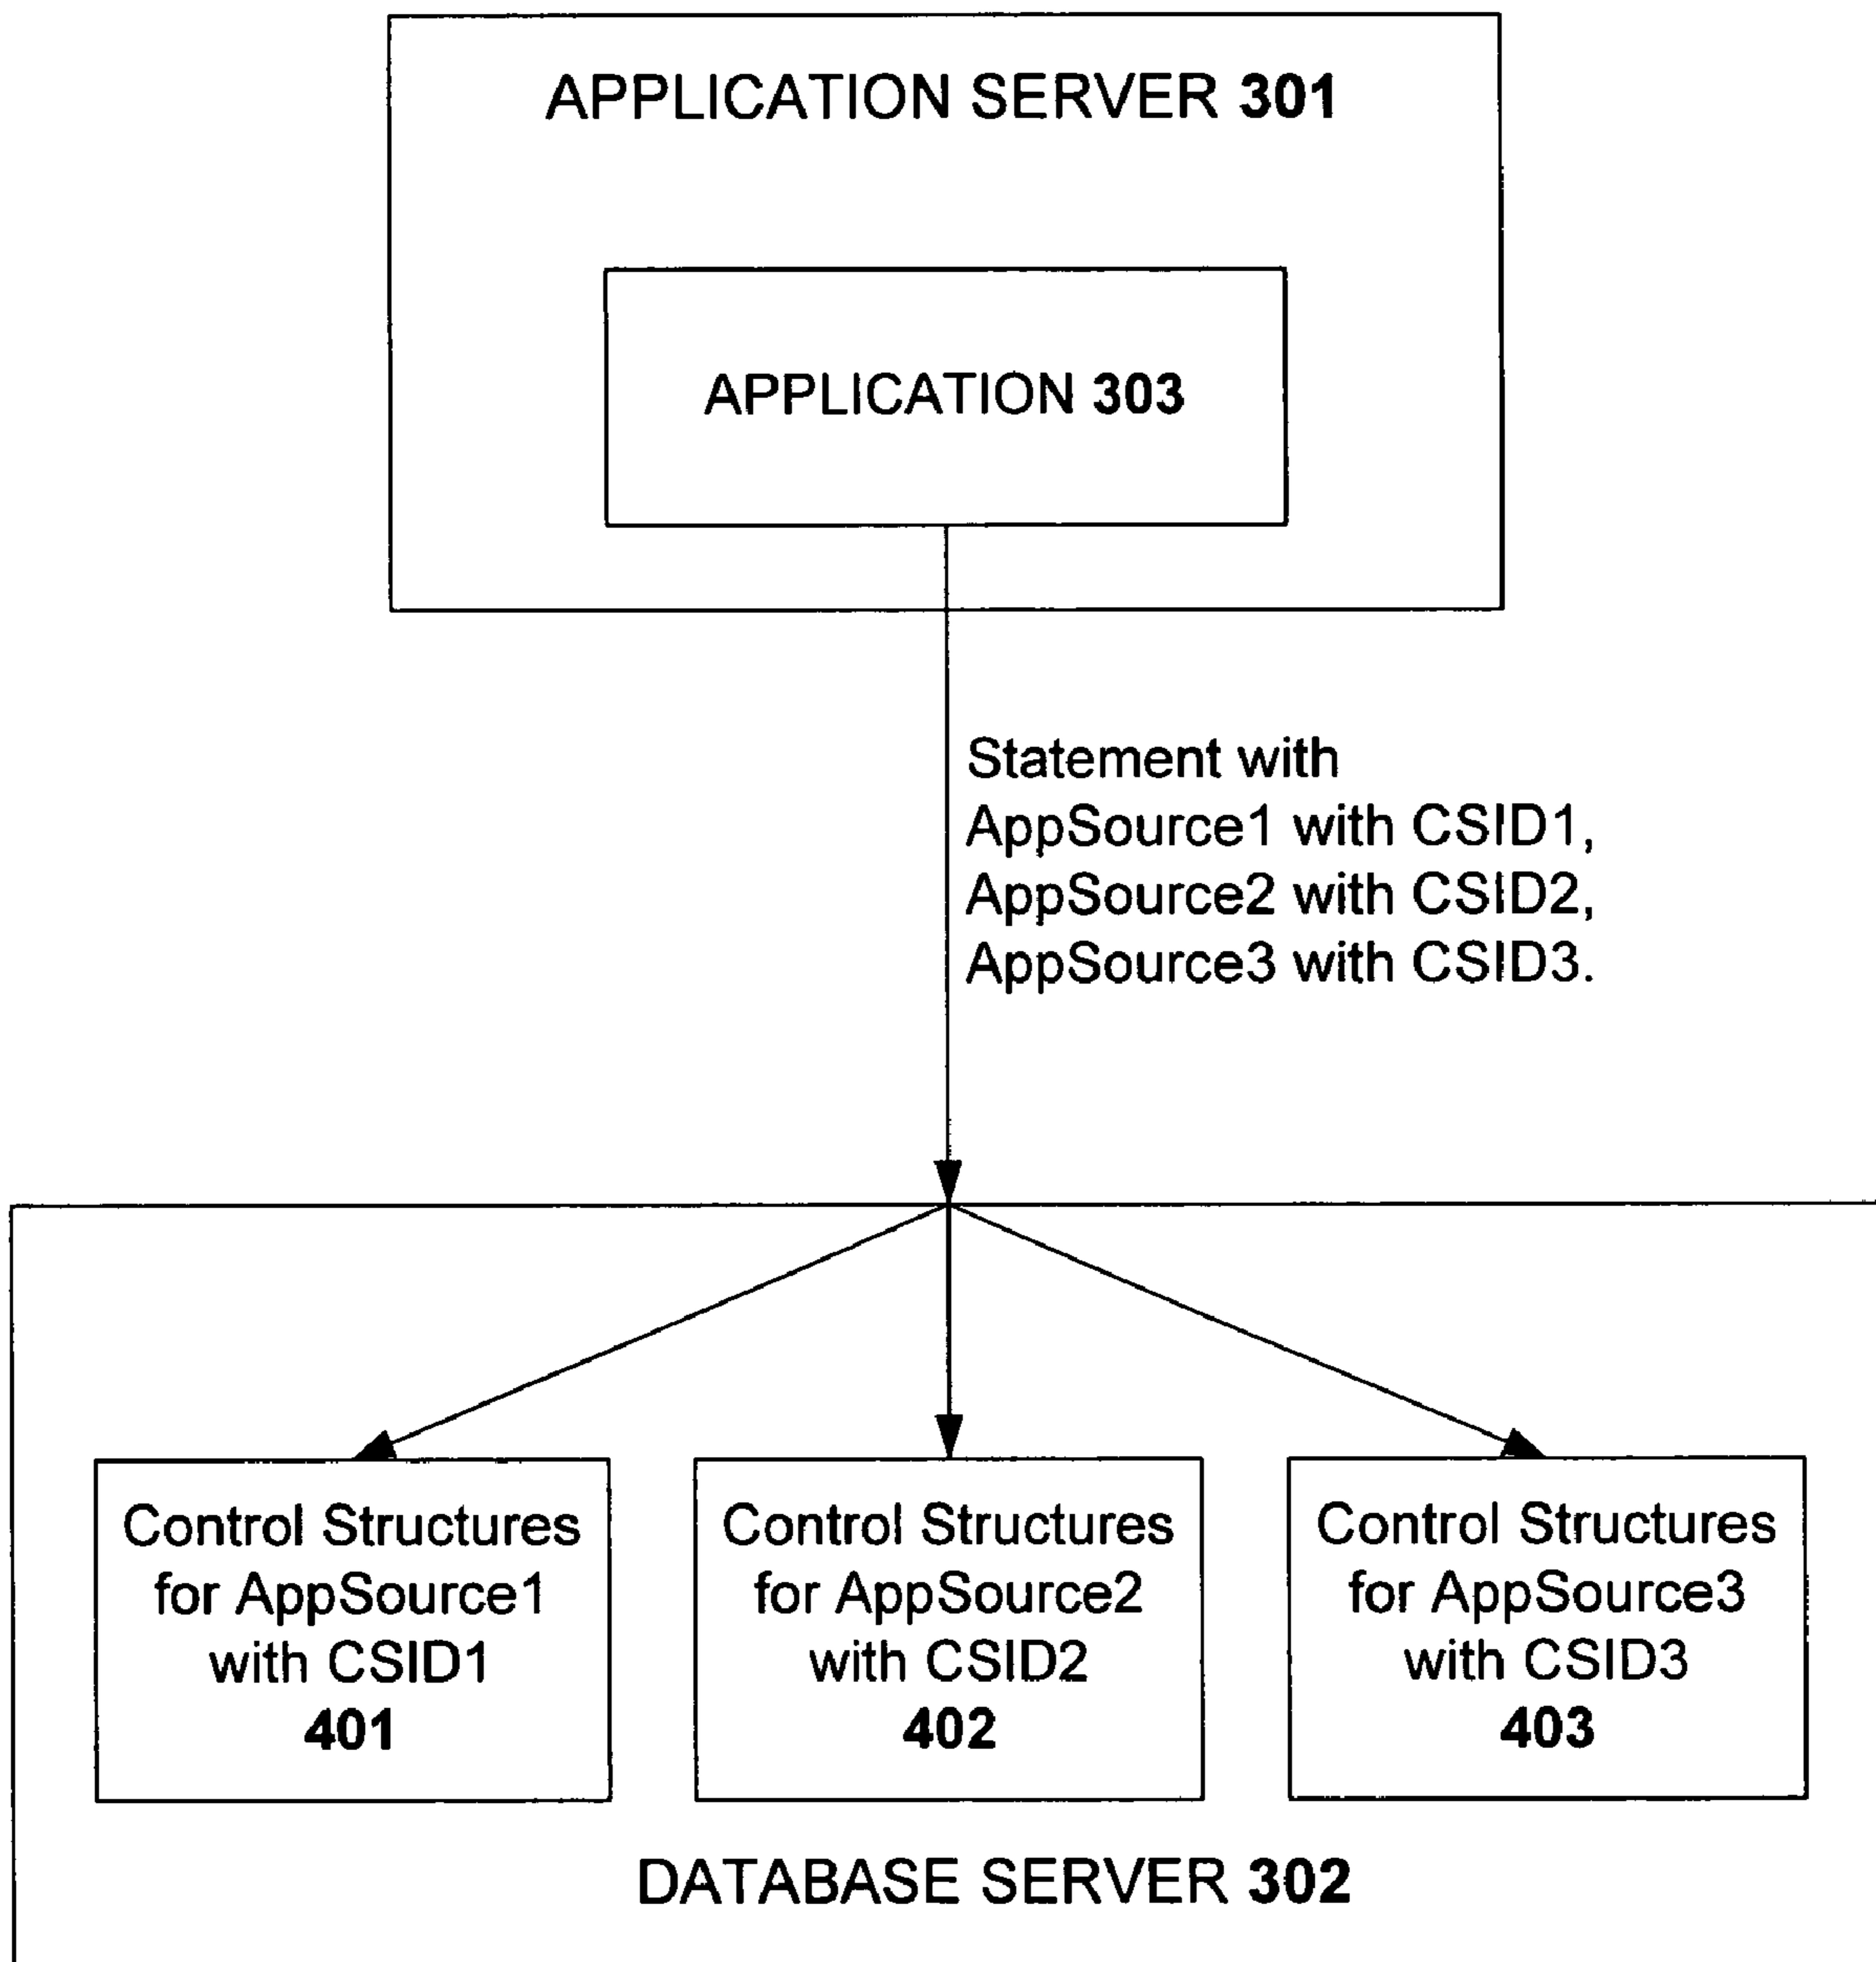 APPLICATION SERVER 301
APPLICATION 303
Statement with
AppSource1 with CSID1,
AppSource2 with CSID2,
AppSource3 with CSID3.
Control Structures
for AppSource1
with CSID1
401
Control Structures
for AppSource2
with CSID2
402
Control Structures
for AppSource3
with CSID3
403
DATABASE SERVER 302